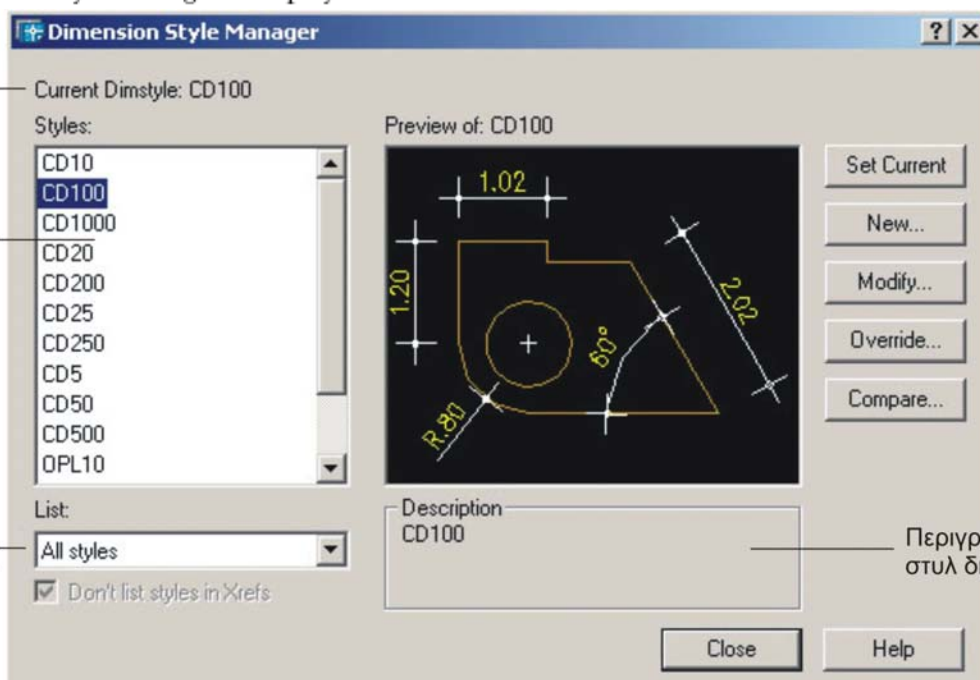 Dimension Style Manager
Current Dimstyle: CD100
Styles:
CD10
CD100
CD1000
CD20
CD200
CD25
CD250
CD5
CD50
CD500
OPL10
List:
All styles
Don't list styles in Xrefs
Preview of: CD100
1.02
1.20
2.02
60°
R.80
Description
CD100
Set Current
New...
Modify...
Override...
Compare...
Close
Help
στυλ